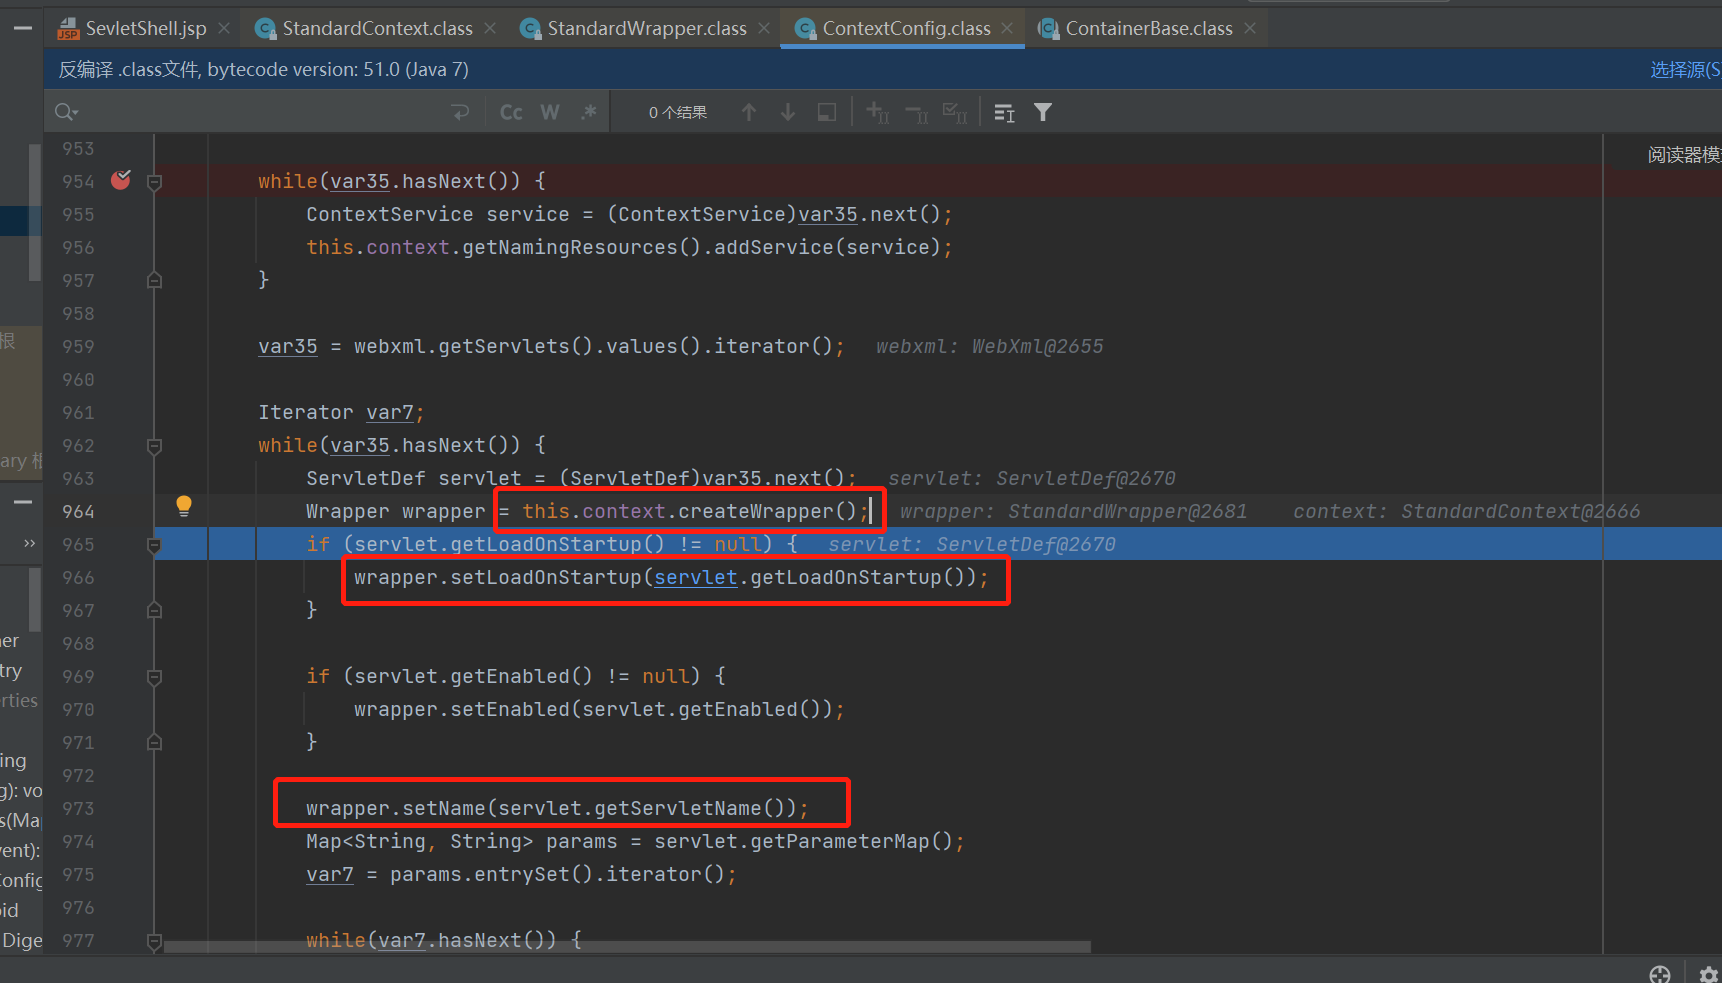 SevletShell.jsp StandardContext.class StandardWrapper.class ContextConfig.class ContainerBase.class
反编译 .class文件, bytecode version: 51.0 (Java 7) 选择源(S
Cc W .* 0 个结果
阅读器模
953
954 while(var35.hasNext()) {
955 ContextService service = (ContextService)var35.next();
956 this.context.getNamingResources().addService(service);
957 }
958
959 var35 = webxml.getServlets().values().iterator(); webxml: WebXml@2655
960
961 Iterator var7;
962 while(var35.hasNext()) {
963 ServletDef servlet = (ServletDef)var35.next(); servlet: ServletDef@2670
964 Wrapper wrapper = this.context.createWrapper(); wrapper: StandardWrapper@2681 context: StandardContext@2666
965 if (servlet.getLoadOnStartup() != null) { servlet: ServletDef@2670
966 wrapper.setLoadOnStartup(servlet.getLoadOnStartup());
967 }
968
969 if (servlet.getEnabled() != null) {
970 wrapper.setEnabled(servlet.getEnabled());
971 }
972
973 wrapper.setName(servlet.getServletName());
974 Map<String, String> params = servlet.getParameterMap();
975 var7 = params.entrySet().iterator();
976
977 while(var7.hasNext()) {
根
ary
ner
try
rties
ing
g): vo
s(Ma
vent):
Config
oid
Dige